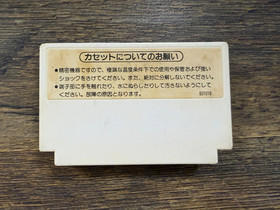 カセットについてのお願い
●精密機器ですので、極端な温度条件下での使用や保管および強い
ショックをさけてください。また、絶対に分解しないでください。
●端子部に手を触れたり、水にぬらしたりして汚さないようにして
ください。故障の原因となります。